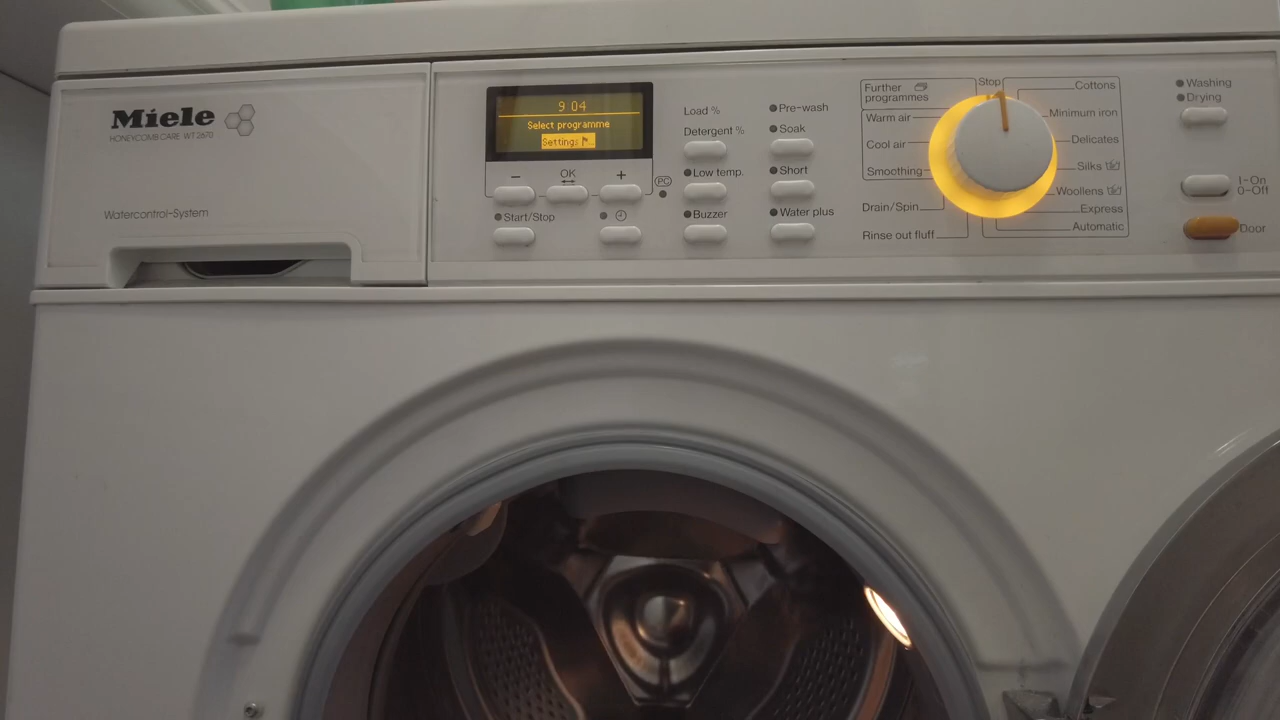 Miele
HONEYCOMB CARE WT 2670
Watercontrol-System
9 04
Select programme
Settings
−
OK
+
PC
Start/Stop
Load %
Detergent %
Low temp.
Buzzer
Pre-wash
Soak
Short
Water plus
Further
programmes
Warm air
Cool air
Smoothing
Drain/Spin
Rinse out fluff
Stop
Cottons
Minimum iron
Delicates
Silks
Woollens
Express
Automatic
Washing
Drying
I-On
0-Off
Door